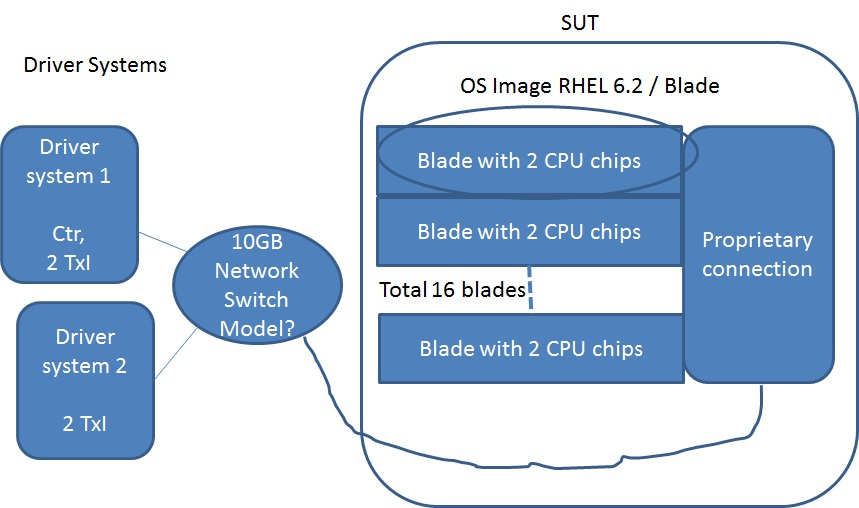 SUT
Driver Systems
OS Image RHEL 6.2 / Blade
Driver
system 1
Ctr,
2 TxI
Driver
system 2
2 TxI
10GB
Network
Switch
Model?
Blade with 2 CPU chips
Blade with 2 CPU chips
Total 16 blades
Blade with 2 CPU chips
Proprietary
connection